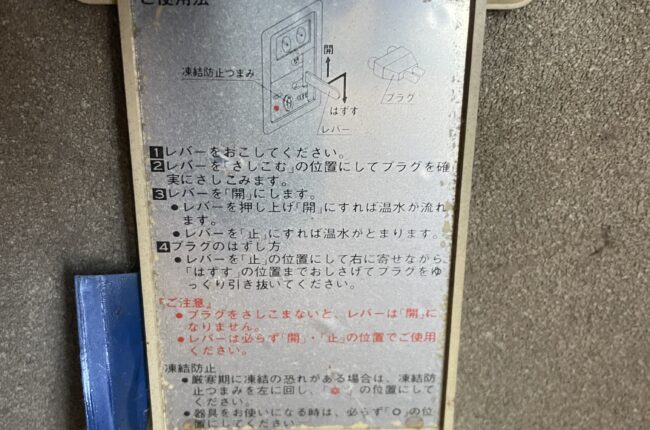 ご使用法
開
凍結防止つまみ
はずす
レバー
プラグ
1 レバーをおこしてください。
2 レバーを「さしこむ」の位置にしてプラグを確
実にさしこみます。
3 レバーを「開」にします。
●レバーを押し上げ「開」にすれば温水が流れ
ます。
●レバーを「止」にすれば温水がとまります。
4 プラグのはずし方
●レバーを「止」の位置にして右に寄せながら、
「はずす」の位置までおしさげてプラグをゆ
っくり引き抜いてください。
「ご注意」
●プラグをさしこまないと、レバーは「開」に
なりません。
●レバーは必らず「開」・「止」の位置でご使用
ください。
凍結防止
●厳寒期に凍結の恐れがある場合は、凍結防
止つまみを左に回し、「❄」の位置にして
ください。
●器具をお使いになる時は、必らず「○」の位
置にしてください